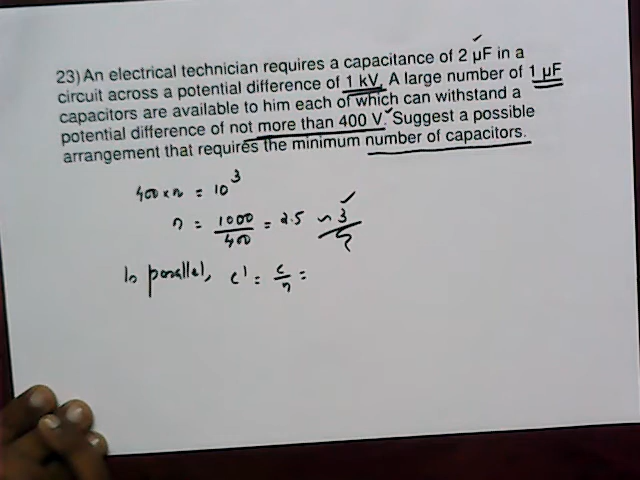 23) An electrical technician requires a capacitance of 2 µF in a
circuit across a potential difference of 1 kV. A large number of 1 µF
capacitors are available to him each of which can withstand a
potential difference of not more than 400 V. Suggest a possible
arrangement that requires the minimum number of capacitors.
400 × n = 10³
n = 1000/400 = 2.5 ~ 3
In parallel, c' = c/n =